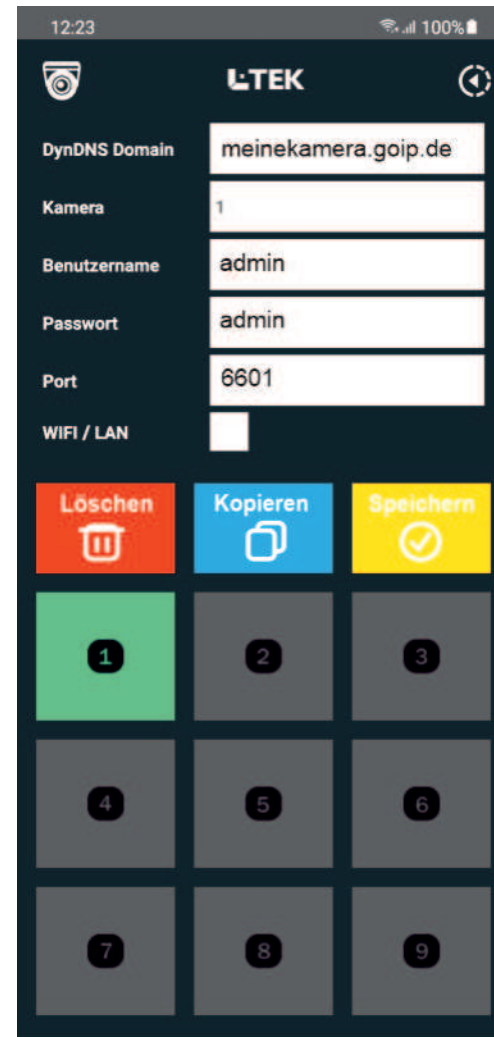 12:23 100%
L-TEK
DynDNS Domain meinekamera.goip.de
Kamera 1
Benutzername admin
Passwort admin
Port 6601
WIFI / LAN
Löschen Kopieren Speichern
1 2 3
4 5 6
7 8 9